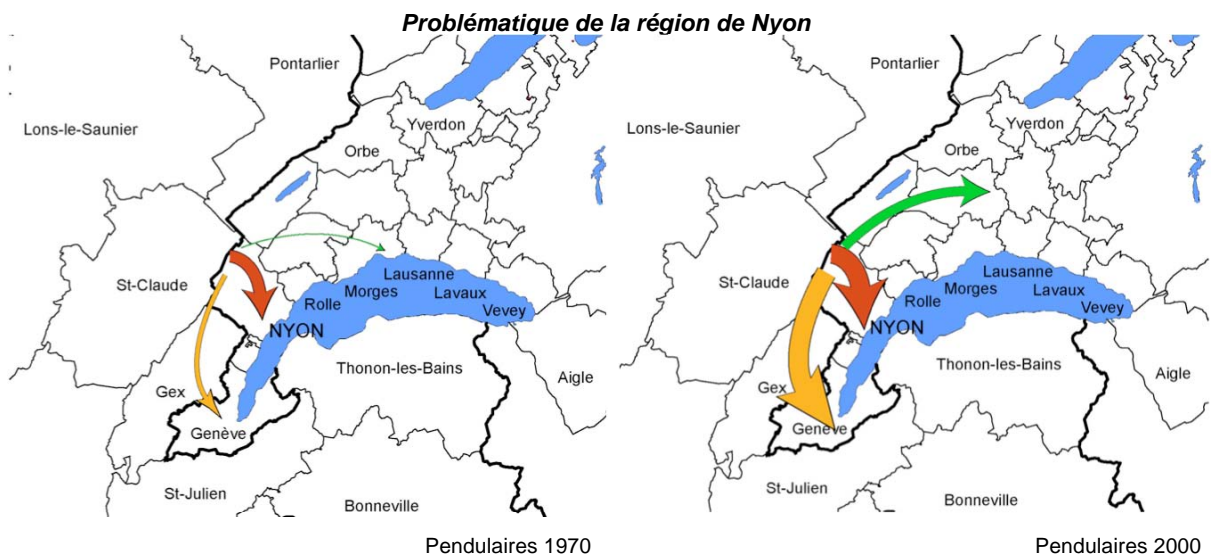 Problématique de la région de Nyon
Pontarlier
Lons-le-Saunier
Yverdon
Orbe
St-Claude
Lausanne
Morges
Lavaux
Rolle
Vevey
NYON
Thonon-les-Bains
Aigle
Gex
Genève
St-Julien
Bonneville
Pendulaires 1970
Pontarlier
Lons-le-Saunier
Yverdon
Orbe
St-Claude
Lausanne
Morges
Lavaux
Rolle
Vevey
NYON
Thonon-les-Bains
Aigle
Gex
Genève
St-Julien
Bonneville
Pendulaires 2000